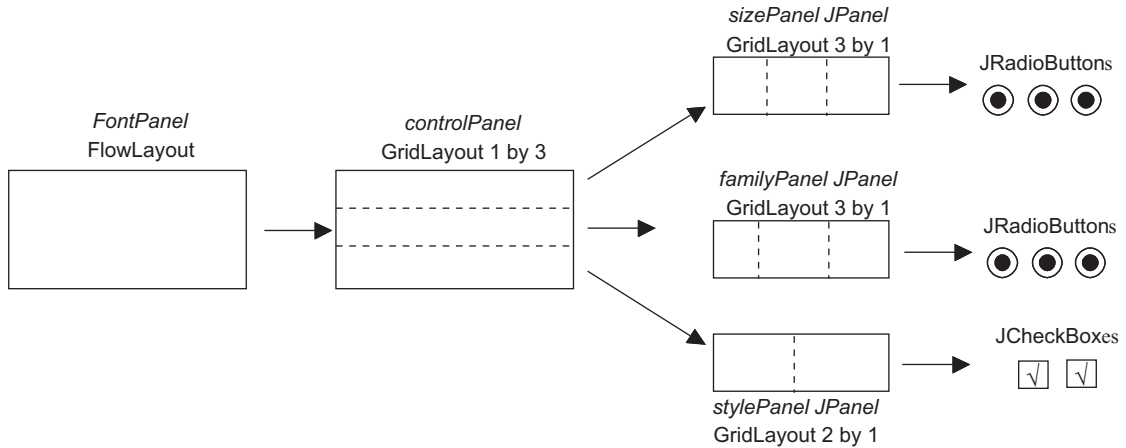 FontPanel
FlowLayout
controlPanel
GridLayout 1 by 3
sizePanel JPanel
GridLayout 3 by 1
JRadioButtons
familyPanel JPanel
GridLayout 3 by 1
JRadioButtons
JCheckBoxes
√ √
stylePanel JPanel
GridLayout 2 by 1